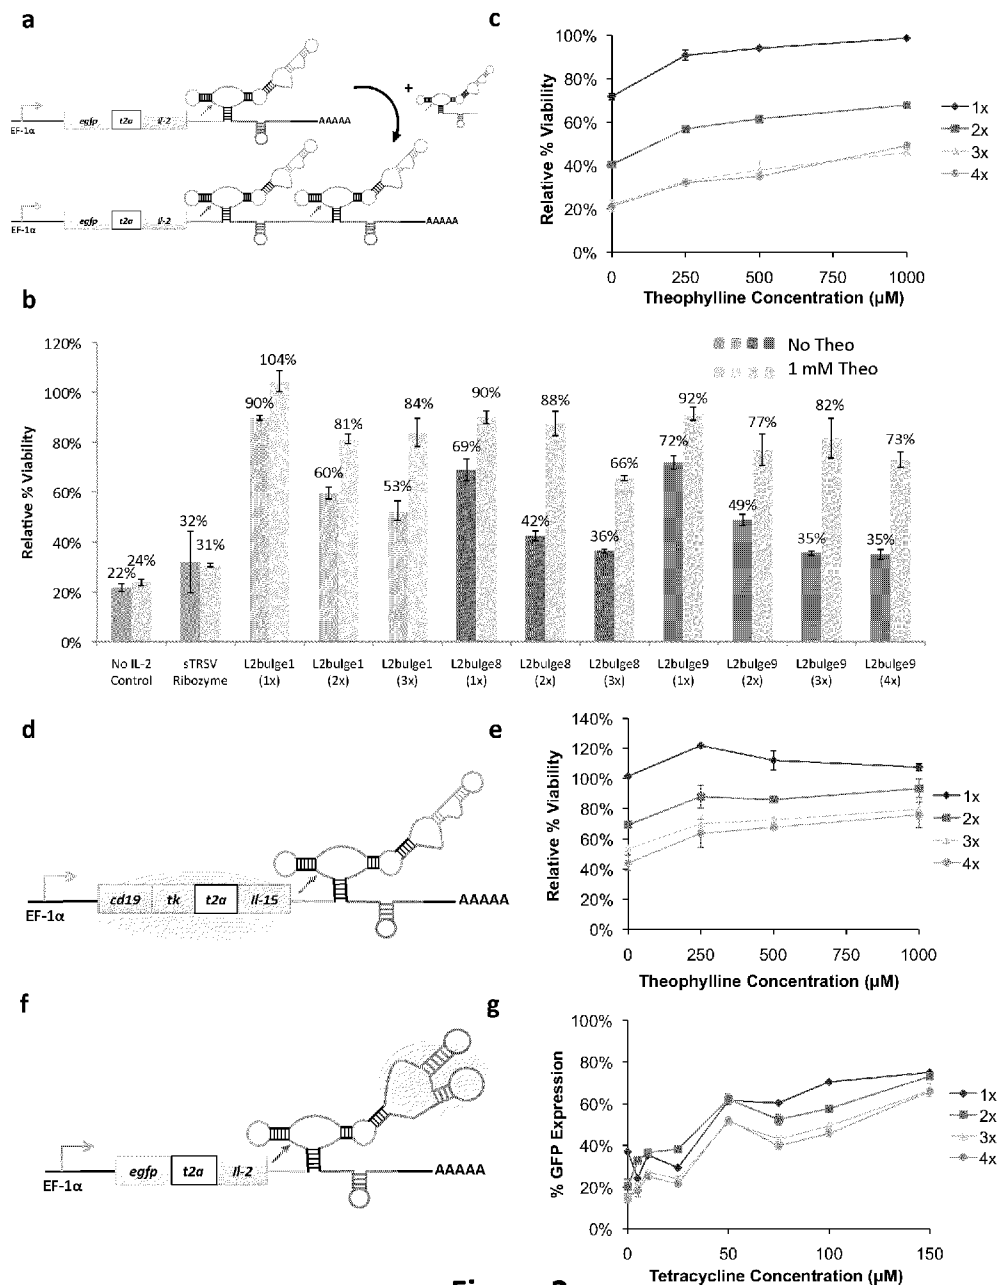 a
EF-1α
egfp
t2a
il-2
AAAAA
+
EF-1α
egfp
t2a
il-2
AAAAA
b
Relative % Viability
120%
100%
80%
60%
40%
20%
0%
No Theo
1 mM Theo
22%
24%
32%
31%
90%
104%
60%
81%
53%
84%
69%
90%
42%
88%
36%
66%
72%
92%
49%
77%
35%
82%
35%
73%
No IL-2 Control
sTRSV Ribozyme
L2bulge1 (1x)
L2bulge1 (2x)
L2bulge1 (3x)
L2bulge8 (1x)
L2bulge8 (2x)
L2bulge8 (3x)
L2bulge9 (1x)
L2bulge9 (2x)
L2bulge9 (3x)
L2bulge9 (4x)
c
Relative % Viability
100%
80%
60%
40%
20%
0%
0
250
500
750
1000
Theophylline Concentration (µM)
1x
2x
3x
4x
d
EF-1α
cd19
tk
t2a
il-15
AAAAA
e
Relative % Viability
140%
120%
100%
80%
60%
40%
20%
0%
0
250
500
750
1000
Theophylline Concentration (µM)
1x
2x
3x
4x
f
EF-1α
egfp
t2a
il-2
AAAAA
g
% GFP Expression
100%
80%
60%
40%
20%
0%
0
50
100
150
Tetracycline Concentration (µM)
1x
2x
3x
4x